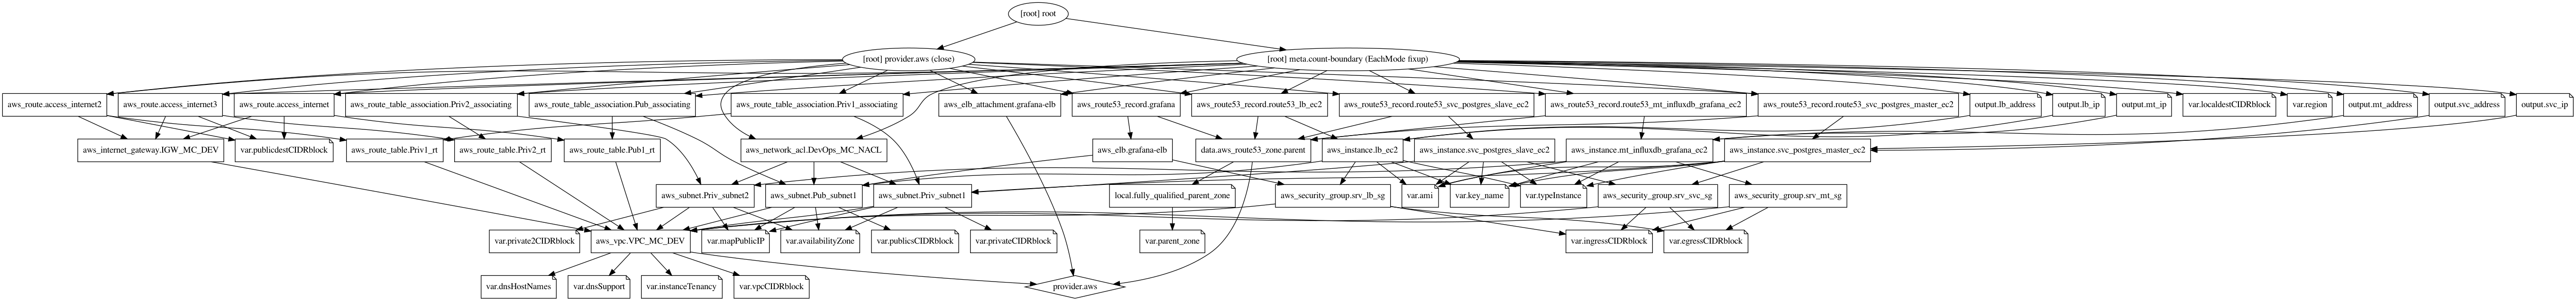 [root] root
[root] provider.aws (close)
[root] meta.count-boundary (EachMode fixup)
aws_route.access_internet2
aws_route.access_internet3
aws_route.access_internet
aws_route_table_association.Priv2_associating
aws_route_table_association.Pub_associating
aws_route_table_association.Priv1_associating
aws_elb_attachment.grafana-elb
aws_route53_record.grafana
aws_route53_record.route53_lb_ec2
aws_route53_record.route53_svc_postgres_slave_ec2
aws_route53_record.route53_mt_influxdb_grafana_ec2
aws_route53_record.route53_svc_postgres_master_ec2
output.lb_address
output.lb_ip
output.mt_ip
var.localdestCIDRblock
var.region
output.mt_address
output.svc_address
output.svc_ip
aws_internet_gateway.IGW_MC_DEV
var.publicdestCIDRblock
aws_route_table.Priv1_rt
aws_route_table.Priv2_rt
aws_route_table.Pub1_rt
aws_network_acl.DevOps_MC_NACL
aws_elb.grafana-elb
data.aws_route53_zone.parent
aws_instance.lb_ec2
aws_instance.svc_postgres_slave_ec2
aws_instance.mt_influxdb_grafana_ec2
aws_instance.svc_postgres_master_ec2
aws_subnet.Priv_subnet2
aws_subnet.Pub_subnet1
aws_subnet.Priv_subnet1
local.fully_qualified_parent_zone
aws_security_group.srv_lb_sg
var.ami
var.key_name
var.typeInstance
aws_security_group.srv_svc_sg
aws_security_group.srv_mt_sg
var.private2CIDRblock
aws_vpc.VPC_MC_DEV
var.mapPublicIP
var.availabilityZone
var.publicsCIDRblock
var.privateCIDRblock
var.parent_zone
var.ingressCIDRblock
var.egressCIDRblock
var.dnsHostNames
var.dnsSupport
var.instanceTenancy
var.vpcCIDRblock
provider.aws